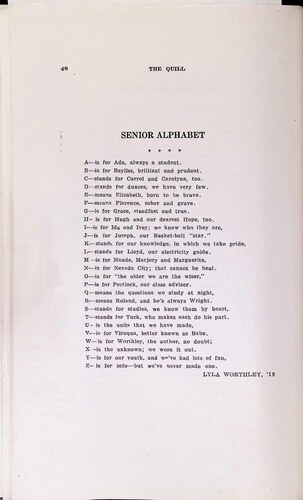 40 THE QUILL
SENIOR ALPHABET
* * * *
A—is for Ada, always a student.
B—is for Bayliss, brilliant and prudent.
C—stands for Carrol and Carolyne, too.
D—stands for dunces, we have very few.
E—means Elizabeth, born to be brave.
F—means Florence, sober and grave.
G—is for Grace, steadfast and true.
H—is for Hugh and our dearest Hope, too.
I—is for Ida and Ivey; we know who they are,
J—is for Joseph, our Basket-ball "star."
K—stands for our knowledge, in which we take pride.
L—stands for Lloyd, our electricity guide.
M—is for Maude, Marjory and Marguerite,
N—is for Nevada City; that cannot be beat.
O—is for "the older we are the wiser,"
P—is for Postlock, our class advisor.
Q—means the questions we study at night,
R—means Roland, and he's always Wright.
S—stands for studies, we know them by heart,
T—stands for Tuck, who makes each do his part.
U—is the units that we have made,
V—is for Viroqua, better known as Babe,
W—is for Worthley, the author, no doubt;
X—is the unknown; we wore it out.
Y—is for our youth, and we've had lots of fun,
Z—is for zero—but we've never made one.
LYLA WORTHLEY, '13